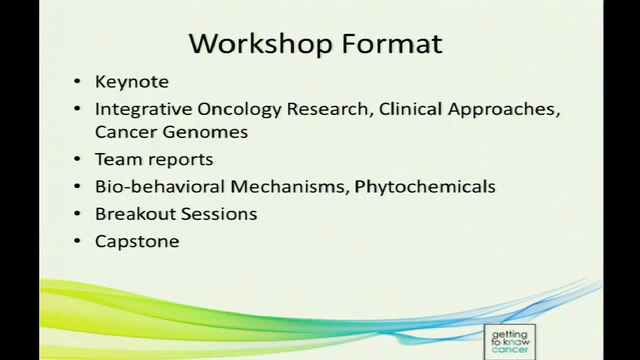 Workshop Format
• Keynote
• Integrative Oncology Research, Clinical Approaches,
Cancer Genomes
• Team reports
• Bio-behavioral Mechanisms, Phytochemicals
• Breakout Sessions
• Capstone
getting
to know
cancer